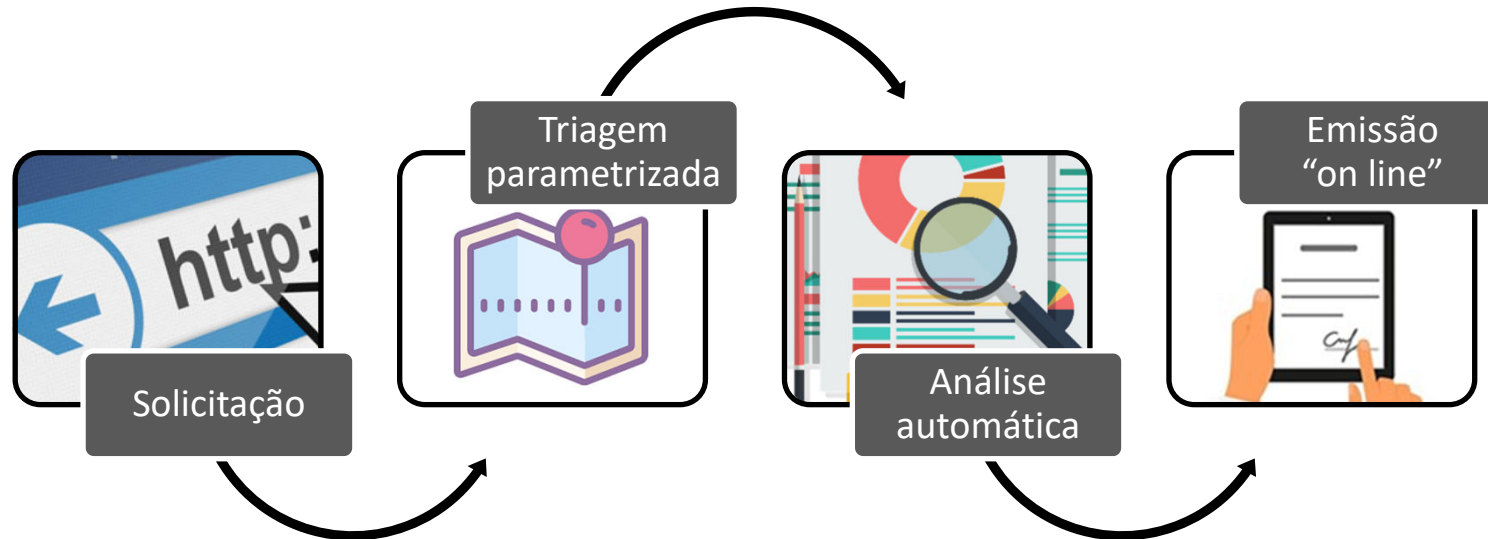 http:
Solicitação
Triagem
parametrizada
Análise
automática
Emissão
“on line”